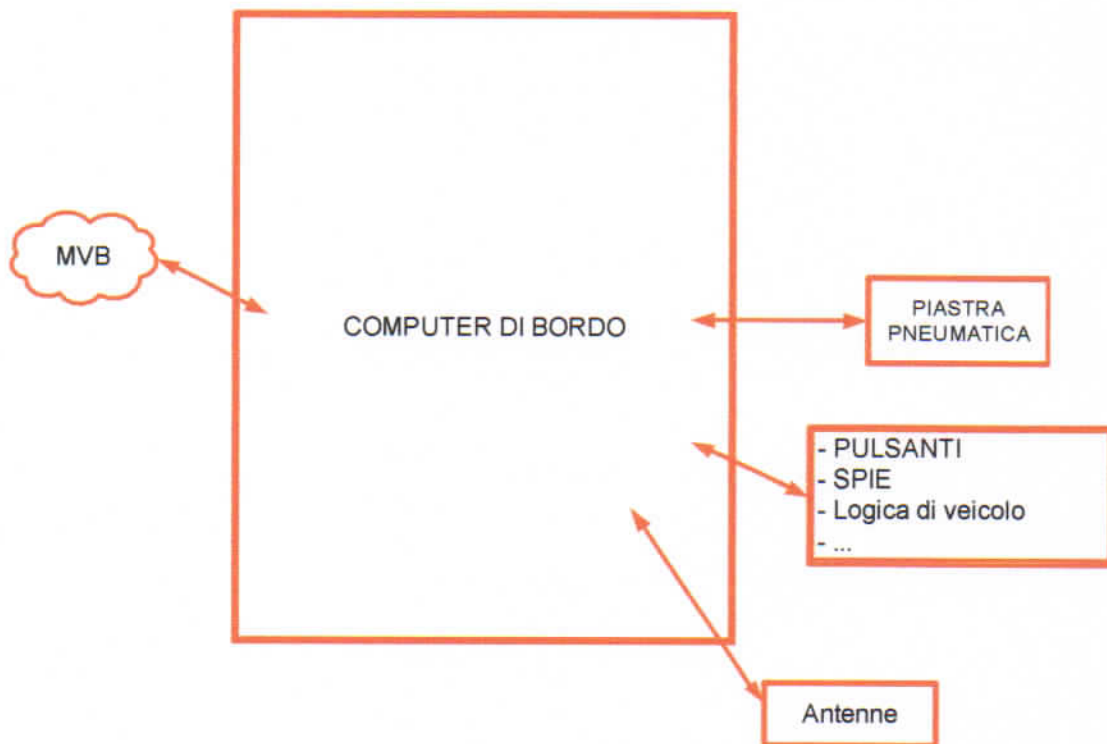 MVB
COMPUTER DI BORDO
PIASTRA
PNEUMATICA
- PULSANTI
- SPIE
- Logica di veicolo
- ...
Antenne